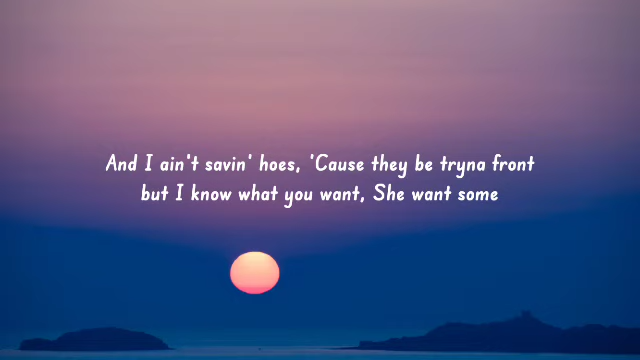 And I ain't savin' hoes, 'Cause they be tryna front
but I know what you want, She want some